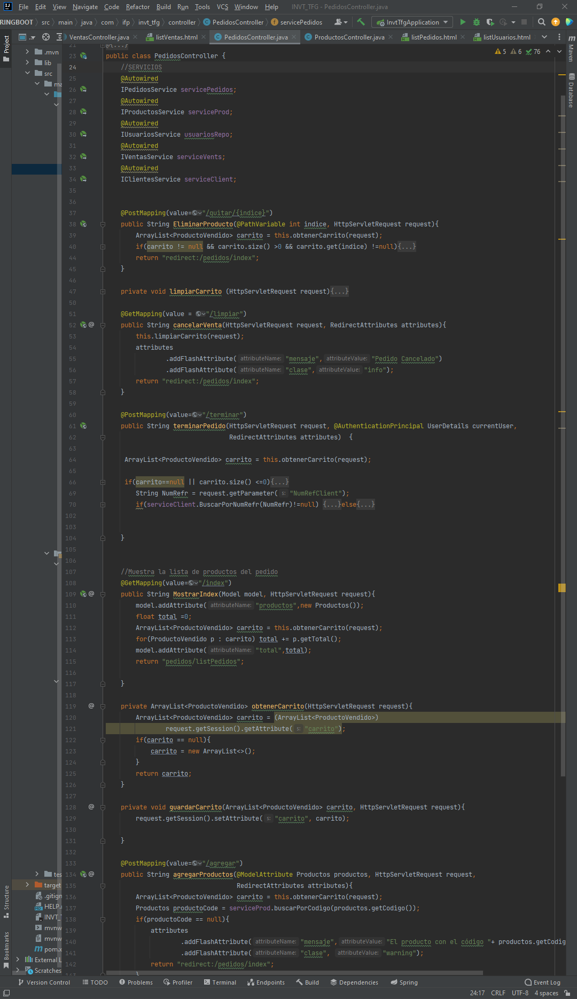 File Edit View Navigate Code Refactor Build Run Tools VCS Window Help INVT_TFG - PedidosController.java
RINGBOOT src main java com ifp invt_tfg controller PedidosController servicePedidos InvtTfgApplication
Project .. VentasController.java listVentas.html PedidosController.java ProductosController.java listPedidos.html listUsuarios.html Maven
.mvn
lib
src
ma
Database
5 6 76
21 @{...}
23 public class PedidosController {
24 //SERVICIOS
25 @Autowired
26 IPedidosService servicePedidos;
27 @Autowired
28 IProductosService serviceProd;
29 @Autowired
30 IUsuariosService usuariosRepo;
31 @Autowired
32 IVentasService serviceVents;
33 @Autowired
34 IClientesService serviceClient;
35
36
37 @PostMapping(value="/quitar/{indice}")
38 public String EliminarProducto(@PathVariable int indice, HttpServletRequest request){
39 ArrayList<ProductoVendido> carrito = this.obtenerCarrito(request);
40 if(carrito != null && carrito.size() >0 && carrito.get(indice) !=null){...}
44 return "redirect:/pedidos/index";
45 }
46
47 private void limpiarCarrito (HttpServletRequest request){...}
50
51 @GetMapping(value = "/limpiar")
52 @ public String cancelarVenta(HttpServletRequest request, RedirectAttributes attributes){
53 this.limpiarCarrito(request);
54 attributes
55 .addFlashAttribute( attributeName: "mensaje", attributeValue: "Pedido Cancelado")
56 .addFlashAttribute( attributeName: "clase", attributeValue: "info");
57 return "redirect:/pedidos/index";
58 }
59
60 @PostMapping(value="/terminar")
61 public String terminarPedido(HttpServletRequest request, @AuthenticationPrincipal UserDetails currentUser,
62 RedirectAttributes attributes) {
63
64 ArrayList<ProductoVendido> carrito = this.obtenerCarrito(request);
65
66 if(carrito==null || carrito.size() <=0){...}
69 String NumRefr = request.getParameter( s: "NumRefClient");
70 if(serviceClient.BuscarPorNumRefr(NumRefr)!=null) {...}else{...}
102
103
104 }
105
106
107 //Muestra la lista de productos del pedido
108 @GetMapping(value="/index")
109 @ public String MostrarIndex(Model model, HttpServletRequest request){
110 model.addAttribute( attributeName: "productos",new Productos());
111 float total =0;
112 ArrayList<ProductoVendido> carrito = this.obtenerCarrito(request);
113 for(ProductoVendido p : carrito) total += p.getTotal();
114 model.addAttribute( attributeName: "total",total);
115 return "pedidos/listPedidos";
116
117 }
118
119 @ private ArrayList<ProductoVendido> obtenerCarrito(HttpServletRequest request){
120 ArrayList<ProductoVendido> carrito = (ArrayList<ProductoVendido>)
121 request.getSession().getAttribute( s: "carrito");
122 if(carrito == null){
123 carrito = new ArrayList<>();
124 }
125 return carrito;
126 }
127
128 @ private void guardarCarrito(ArrayList<ProductoVendido> carrito, HttpServletRequest request){
129 request.getSession().setAttribute( s: "carrito", carrito);
130
131 }
132
133 @PostMapping(value="/agregar")
134 @ public String agregarProductos(@ModelAttribute Productos productos, HttpServletRequest request,
135 RedirectAttributes attributes){
136 ArrayList<ProductoVendido> carrito = this.obtenerCarrito(request);
137 Productos productoCode = serviceProd.buscarPorCodigo(productos.getCodigo());
138 if(productoCode == null){
139 attributes
140 .addFlashAttribute( attributeName: "mensaje", attributeValue: "El producto con el código "+ productos.getCodig
141 .addFlashAttribute( attributeName: "clase", attributeValue: "warning");
142 return "redirect:/pedidos/index";
143 }
tes
target
.gitign
HELP.
INVT_
mvnw
mvnw
pom.x
External L
Scratches
Structure
Bookmarks
Version Control TODO Problems Profiler Terminal Endpoints Build Dependencies Spring Event Log
24:17 CRLF UTF-8 4 spaces